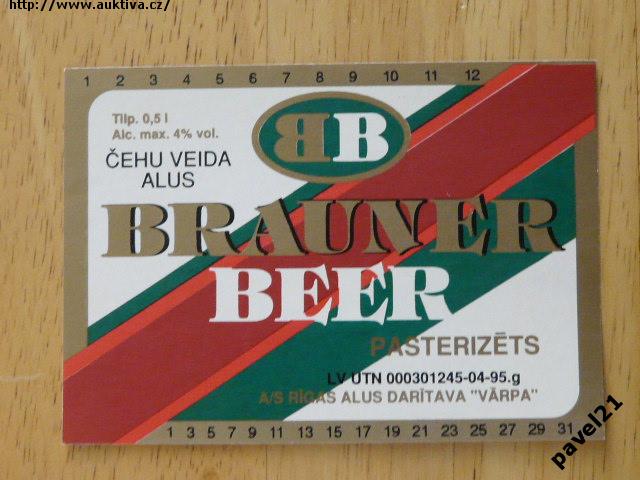 http://www.auktiva.cz/
1 2 3 4 5 6 7 8 9 10 11 12
Tilp. 0,5 l
Alc. max. 4% vol.
ČEHU VEIDA
ALUS
BB
BRAUNER
BEER
PASTERIZĒTS
LV UTN 000301245-04-95.g
A/S RĪGAS ALUS DARĪTAVA "VĀRPA"
1 3 5 7 9 11 13 15 17 19 21 23 25 27 29 31
pavel21